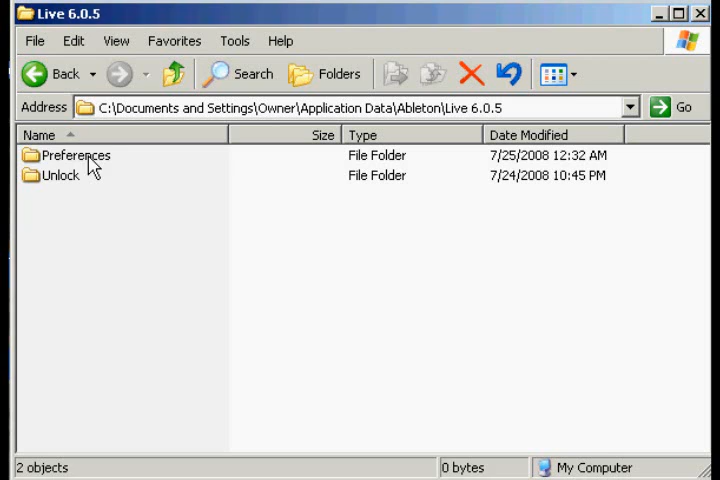 Live 6.0.5
File Edit View Favorites Tools Help
Back Search Folders
Address C:\Documents and Settings\Owner\Application Data\Ableton\Live 6.0.5 Go
Name Size Type Date Modified
Preferences File Folder 7/25/2008 12:32 AM
Unlock File Folder 7/24/2008 10:45 PM
2 objects 0 bytes My Computer